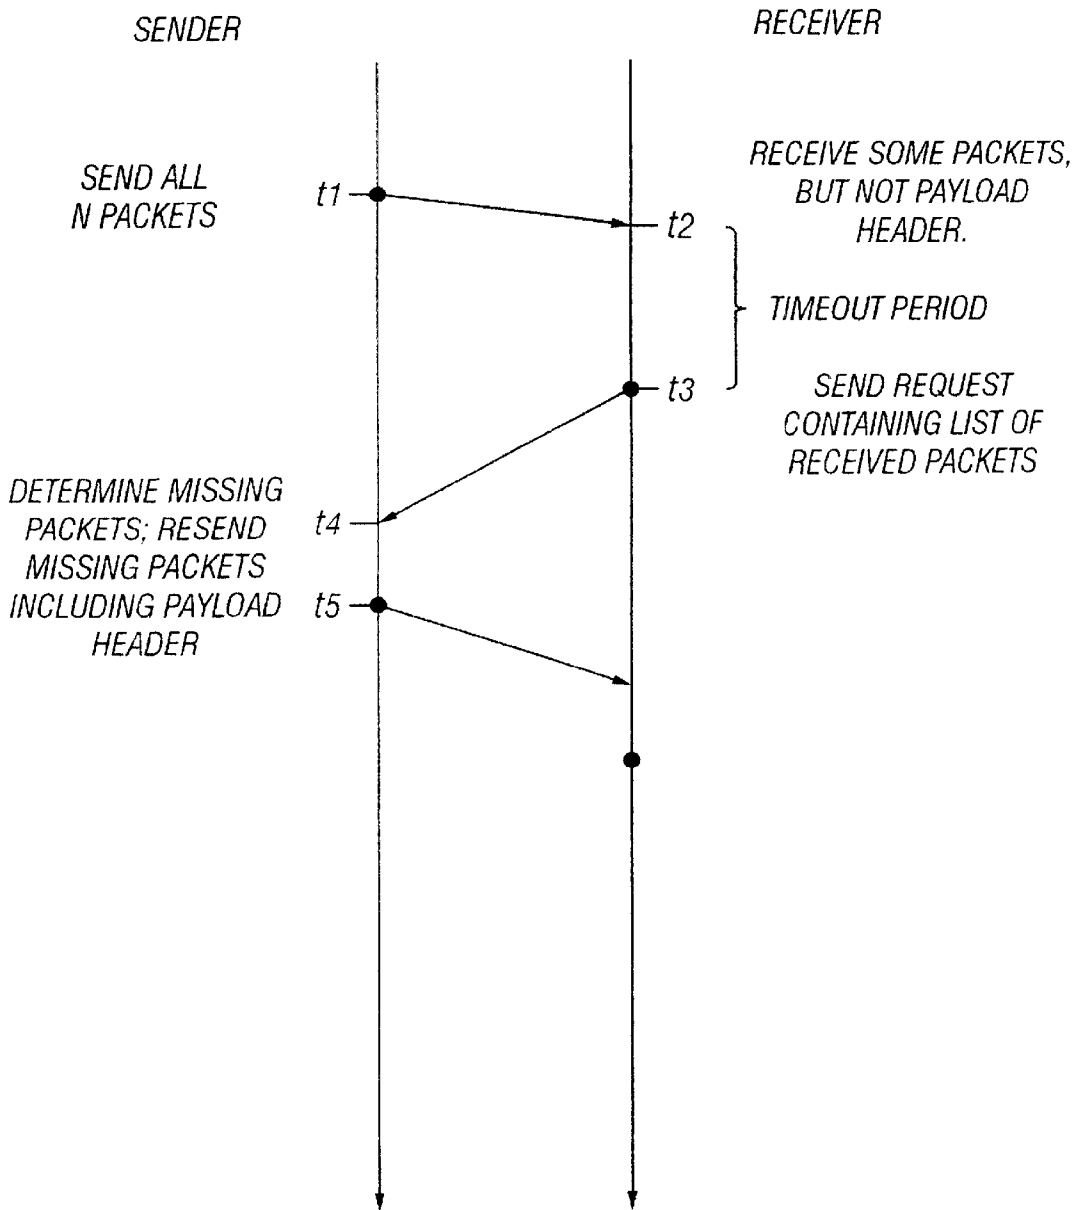 SENDER
RECEIVER
SEND ALL
N PACKETS
t1
t2
RECEIVE SOME PACKETS,
BUT NOT PAYLOAD
HEADER.
TIMEOUT PERIOD
t3
SEND REQUEST
CONTAINING LIST OF
RECEIVED PACKETS
DETERMINE MISSING
PACKETS; RESEND
MISSING PACKETS
INCLUDING PAYLOAD
HEADER
t4
t5